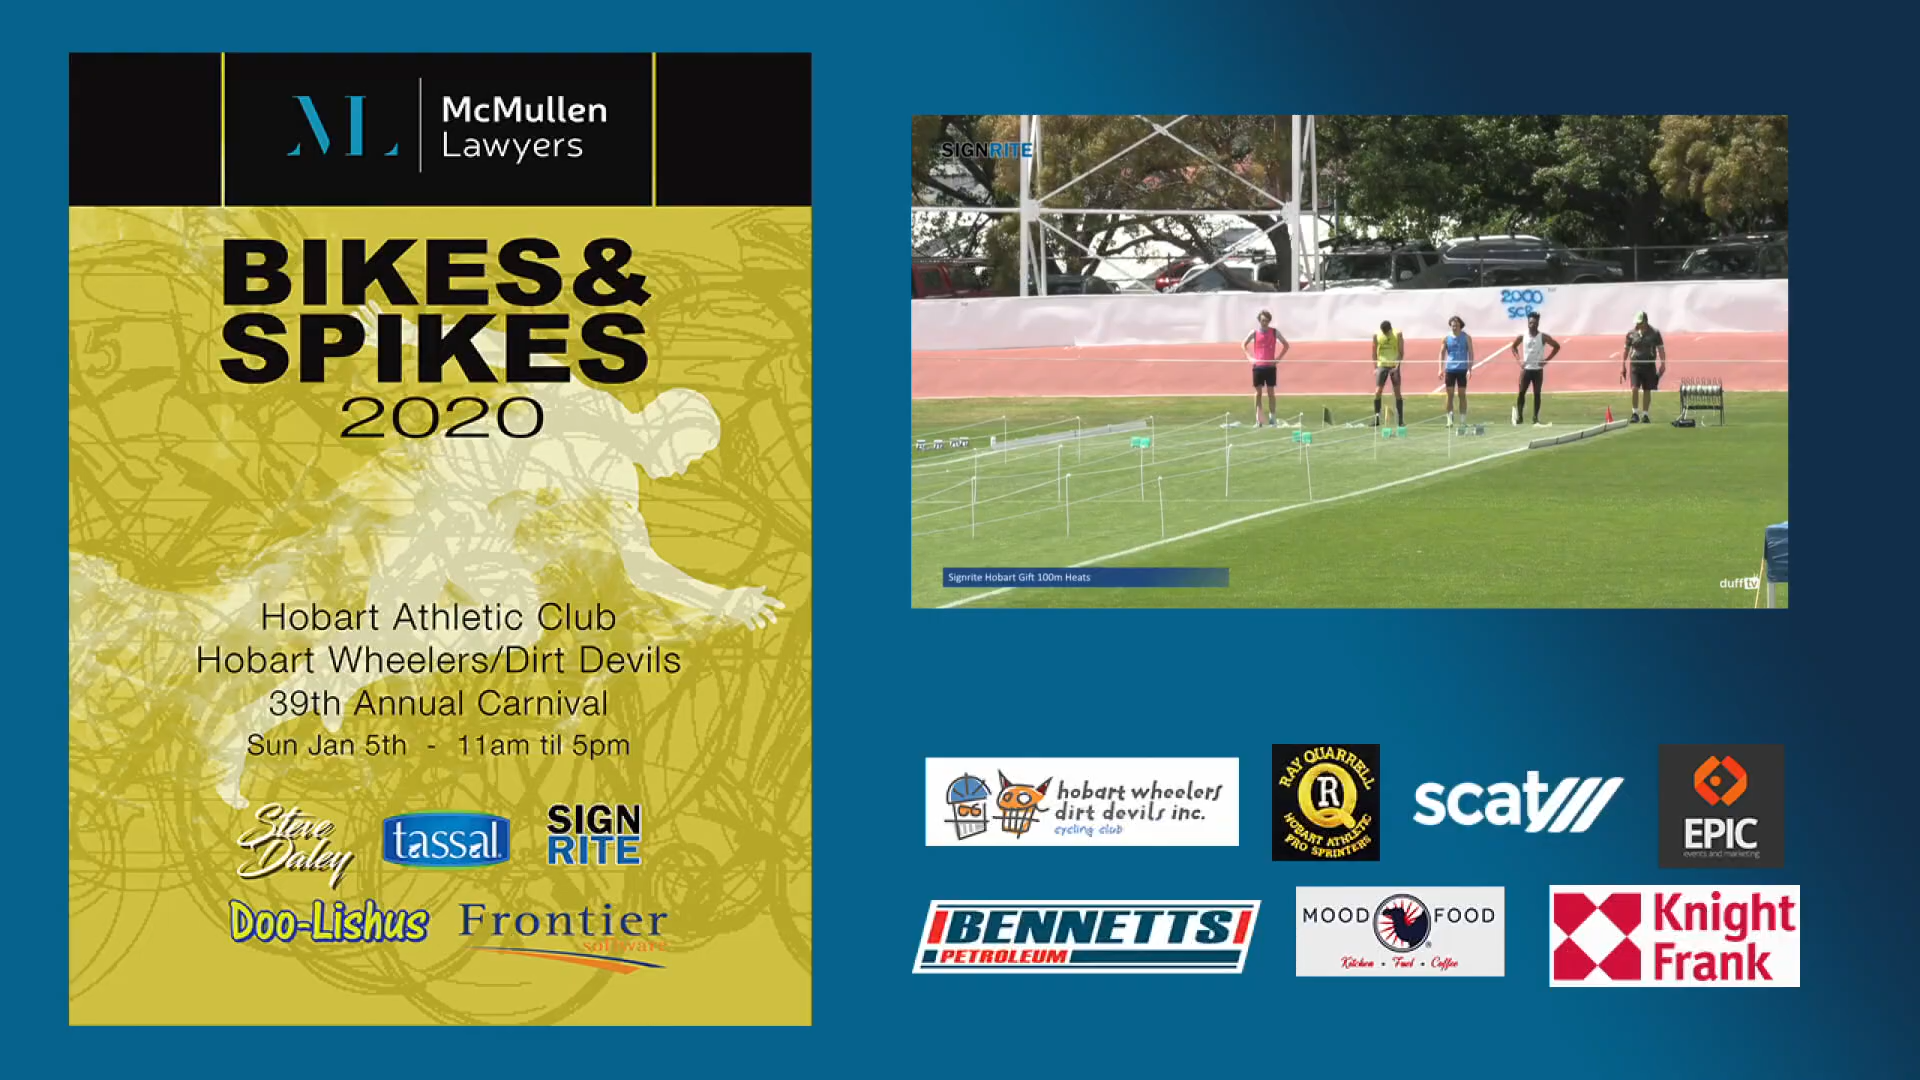 McMullen
Lawyers
BIKES&
SPIKES
2020
Hobart Athletic Club
Hobart Wheelers/Dirt Devils
39th Annual Carnival
Sun Jan 5th - 11am til 5pm
Steve
Daley
tassal
SIGN
RITE
Doo-Lishus
Frontier
software
SIGNRITE
2000
SCR
Signrite Hobart Gift 100m Heats
duff tv
hobart wheelers
dirt devils inc.
cycling club
RAY QUARRELL
R
HOBART ATHLETIC
PRO SPRINTERS
scat
EPIC
events and marketing
BENNETTS
PETROLEUM
MOOD FOOD
Kitchen • Fuel • Coffee
Knight
Frank